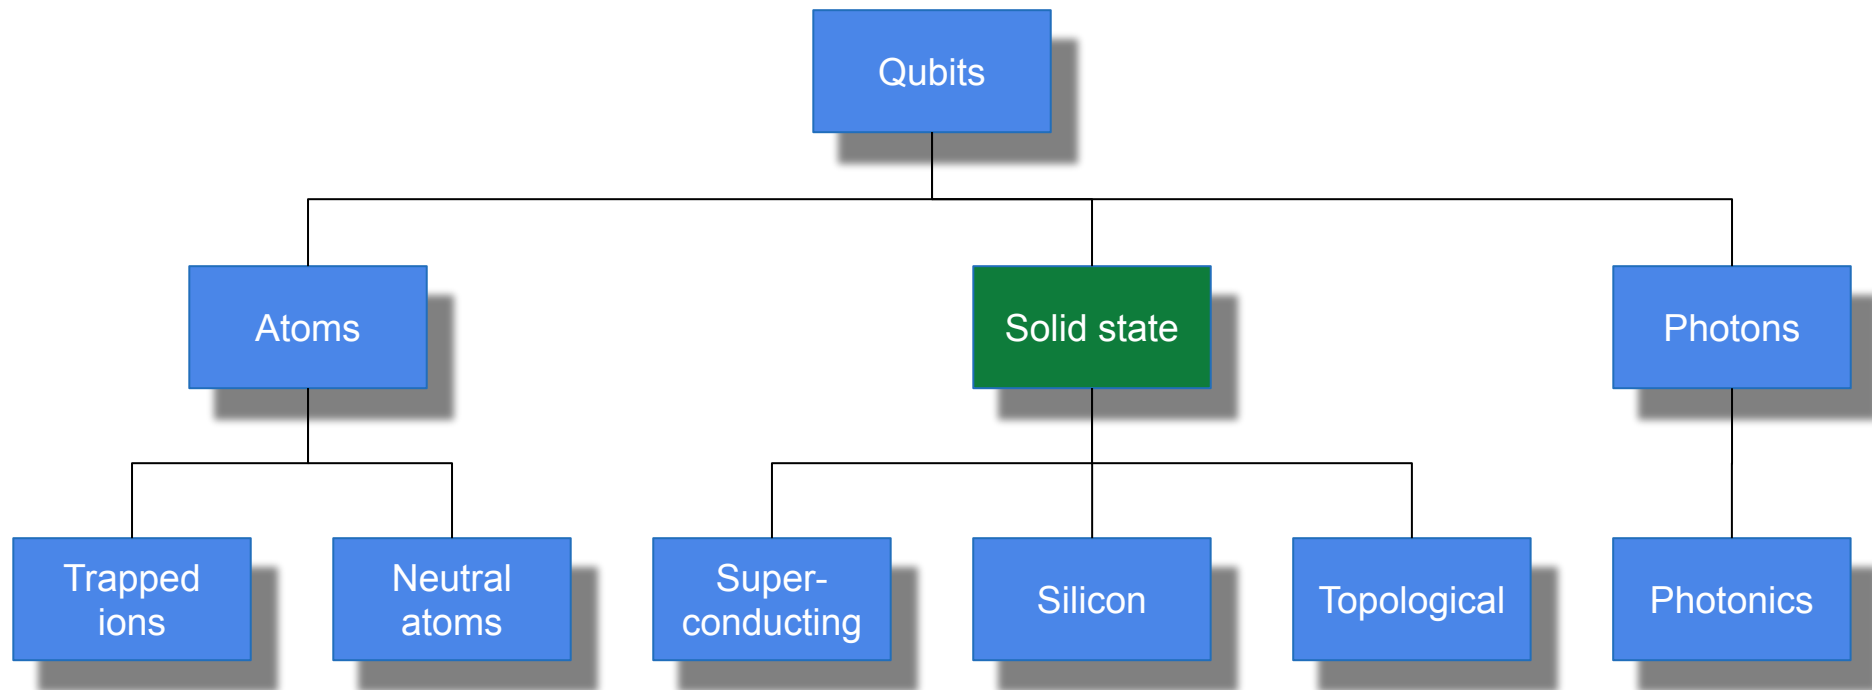 Qubits
Atoms
Solid state
Photons
Trapped
ions
Neutral
atoms
Super-
conducting
Silicon
Topological
Photonics